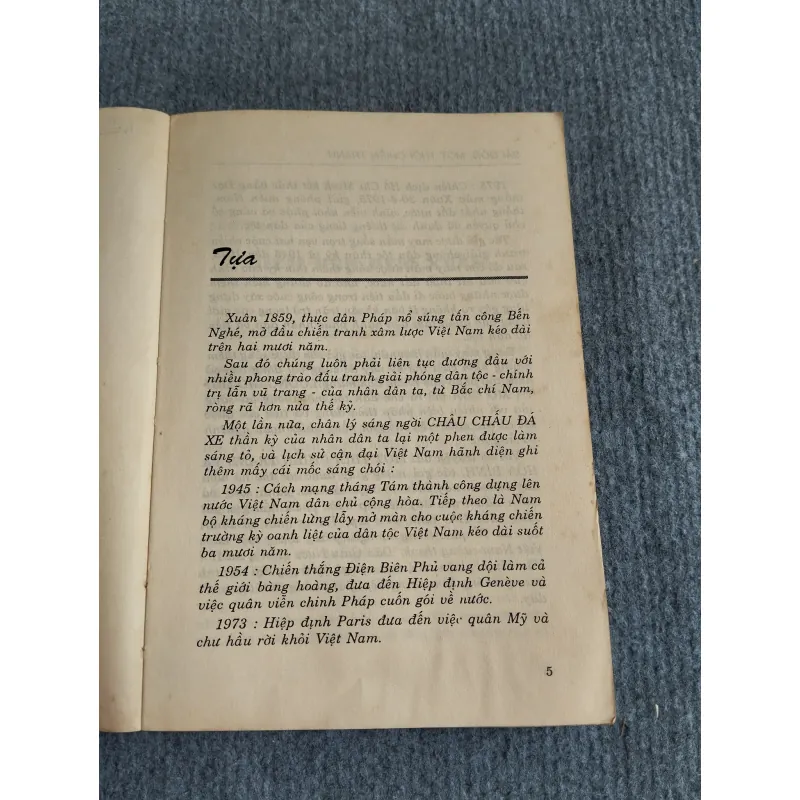 Tựa
Xuân 1859, thực dân Pháp nổ súng tấn công Bến
Nghé, mở đầu chiến tranh xâm lược Việt Nam kéo dài
trên hai mươi năm.
Sau đó chúng luôn phải liên tục đương đầu với
nhiều phong trào đấu tranh giải phóng dân tộc - chính
trị lẫn vũ trang - của nhân dân ta, từ Bắc chí Nam,
ròng rã hơn nửa thế kỷ.
Một lần nữa, chân lý sáng ngời CHÂU CHẤU ĐÁ
XE thần kỳ của nhân dân ta lại một phen được làm
sáng tỏ, và lịch sử cận đại Việt Nam hãnh diện ghi
thêm mấy cái mốc sáng chói :
1945 : Cách mạng tháng Tám thành công dựng lên
nước Việt Nam dân chủ cộng hòa. Tiếp theo là Nam
bộ kháng chiến lừng lẫy mở màn cho cuộc kháng chiến
trường kỳ oanh liệt của dân tộc Việt Nam kéo dài suốt
ba mươi năm.
1954 : Chiến thắng Điện Biên Phủ vang dội làm cả
thế giới bàng hoàng, đưa đến Hiệp định Genève và
việc quân viễn chinh Pháp cuốn gói về nước.
1973 : Hiệp định Paris đưa đến việc quân Mỹ và
chư hầu rời khỏi Việt Nam.
5